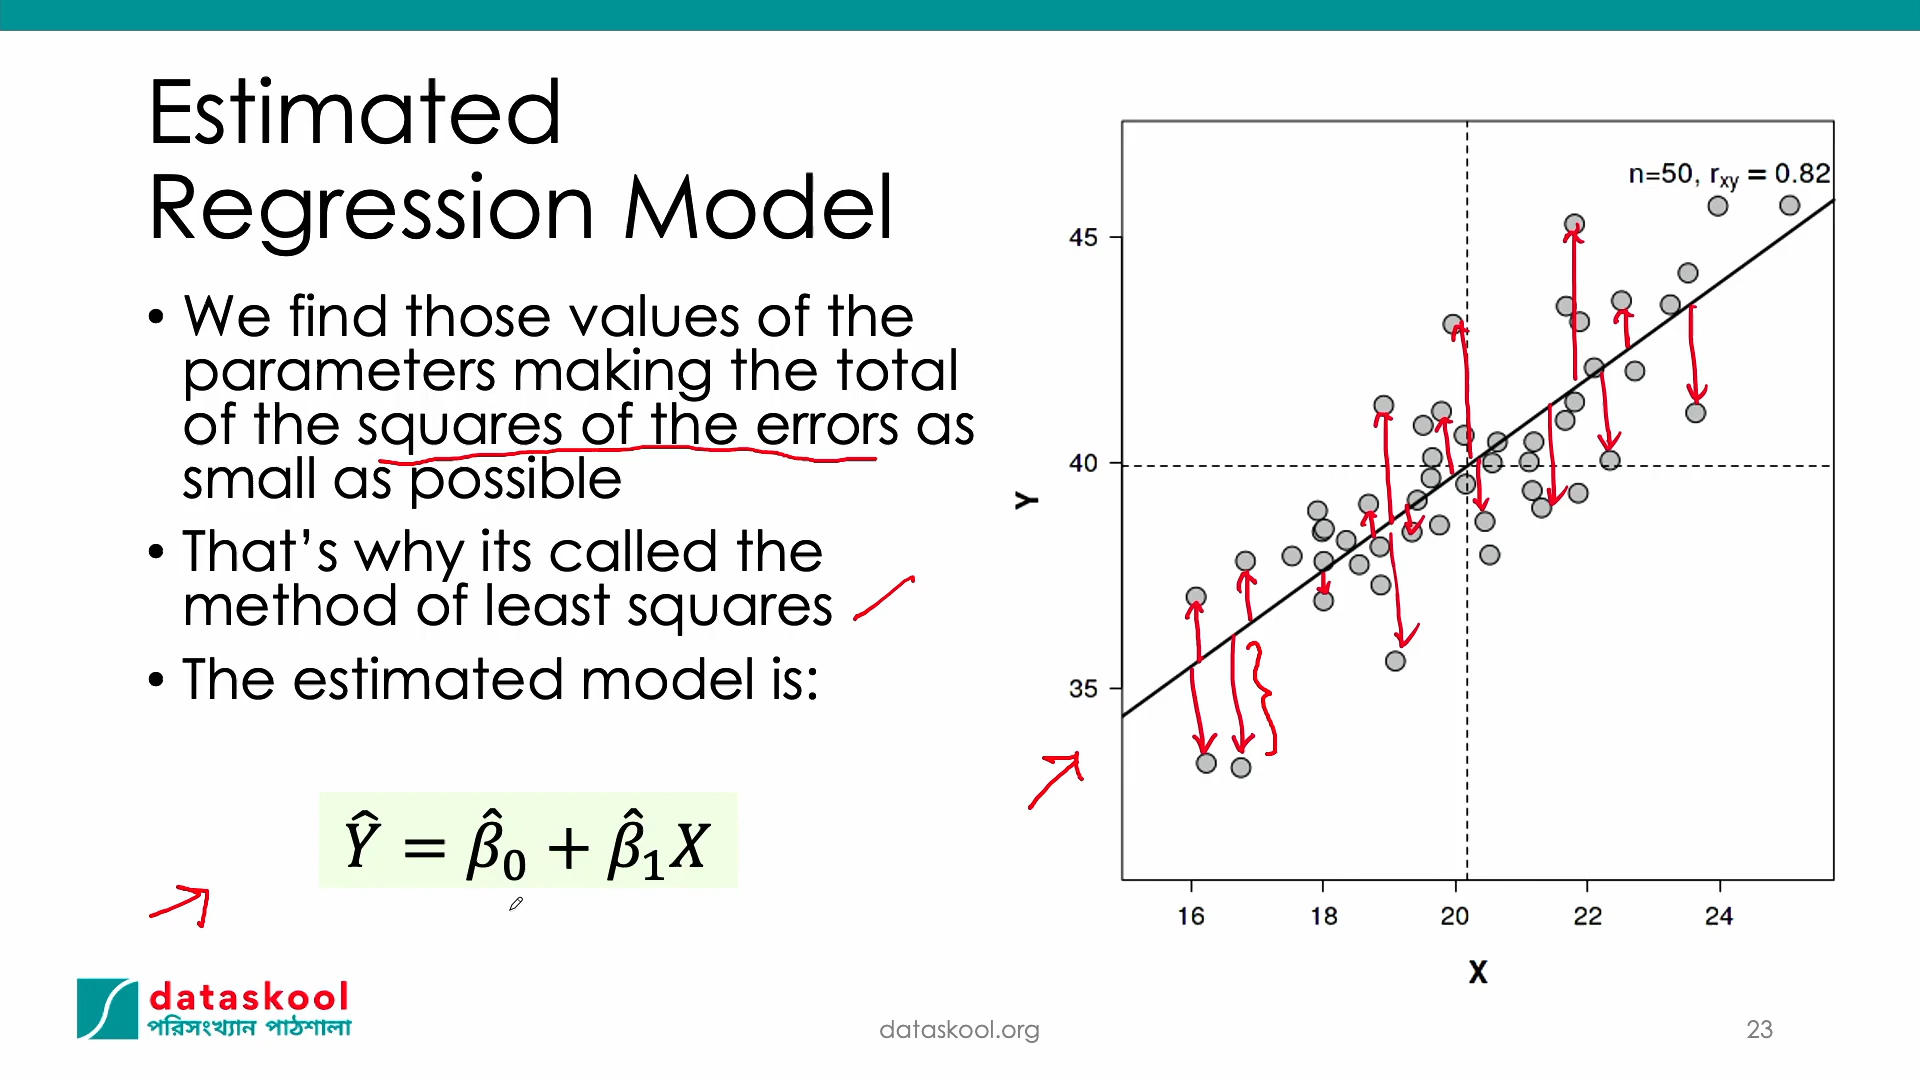 Estimated
Regression Model
• We find those values of the
parameters making the total
of the squares of the errors as
small as possible
• That’s why its called the
method of least squares
• The estimated model is:
Ŷ = β̂₀ + β̂₁X
n=50, rxy = 0.82
45
40
35
Y
16 18 20 22 24
X
dataskool
পরিসংখ্যান পাঠশালা
dataskool.org
23